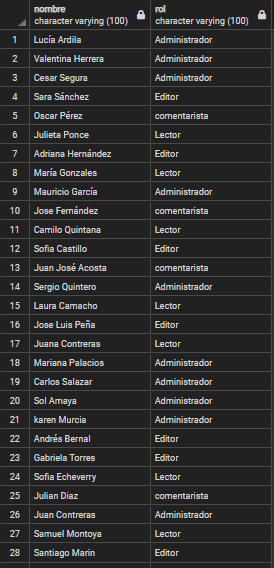 nombre rol
character varying (100) character varying (100)
1 Lucía Ardila Administrador
2 Valentina Herrera Administrador
3 Cesar Segura Administrador
4 Sara Sánchez Editor
5 Oscar Pérez comentarista
6 Julieta Ponce Lector
7 Adriana Hernández Editor
8 María Gonzales Lector
9 Mauricio García Administrador
10 Jose Fernández comentarista
11 Camilo Quintana Lector
12 Sofia Castillo Editor
13 Juan José Acosta comentarista
14 Sergio Quintero Administrador
15 Laura Camacho Lector
16 Jose Luis Peña Editor
17 Juana Contreras Lector
18 Mariana Palacios Administrador
19 Carlos Salazar Administrador
20 Sol Amaya Administrador
21 karen Murcia Administrador
22 Andrés Bernal Editor
23 Gabriela Torres Editor
24 Sofia Echeverry Lector
25 Julian Diaz comentarista
26 Juan Contreras Administrador
27 Samuel Montoya Lector
28 Santiago Marin Editor